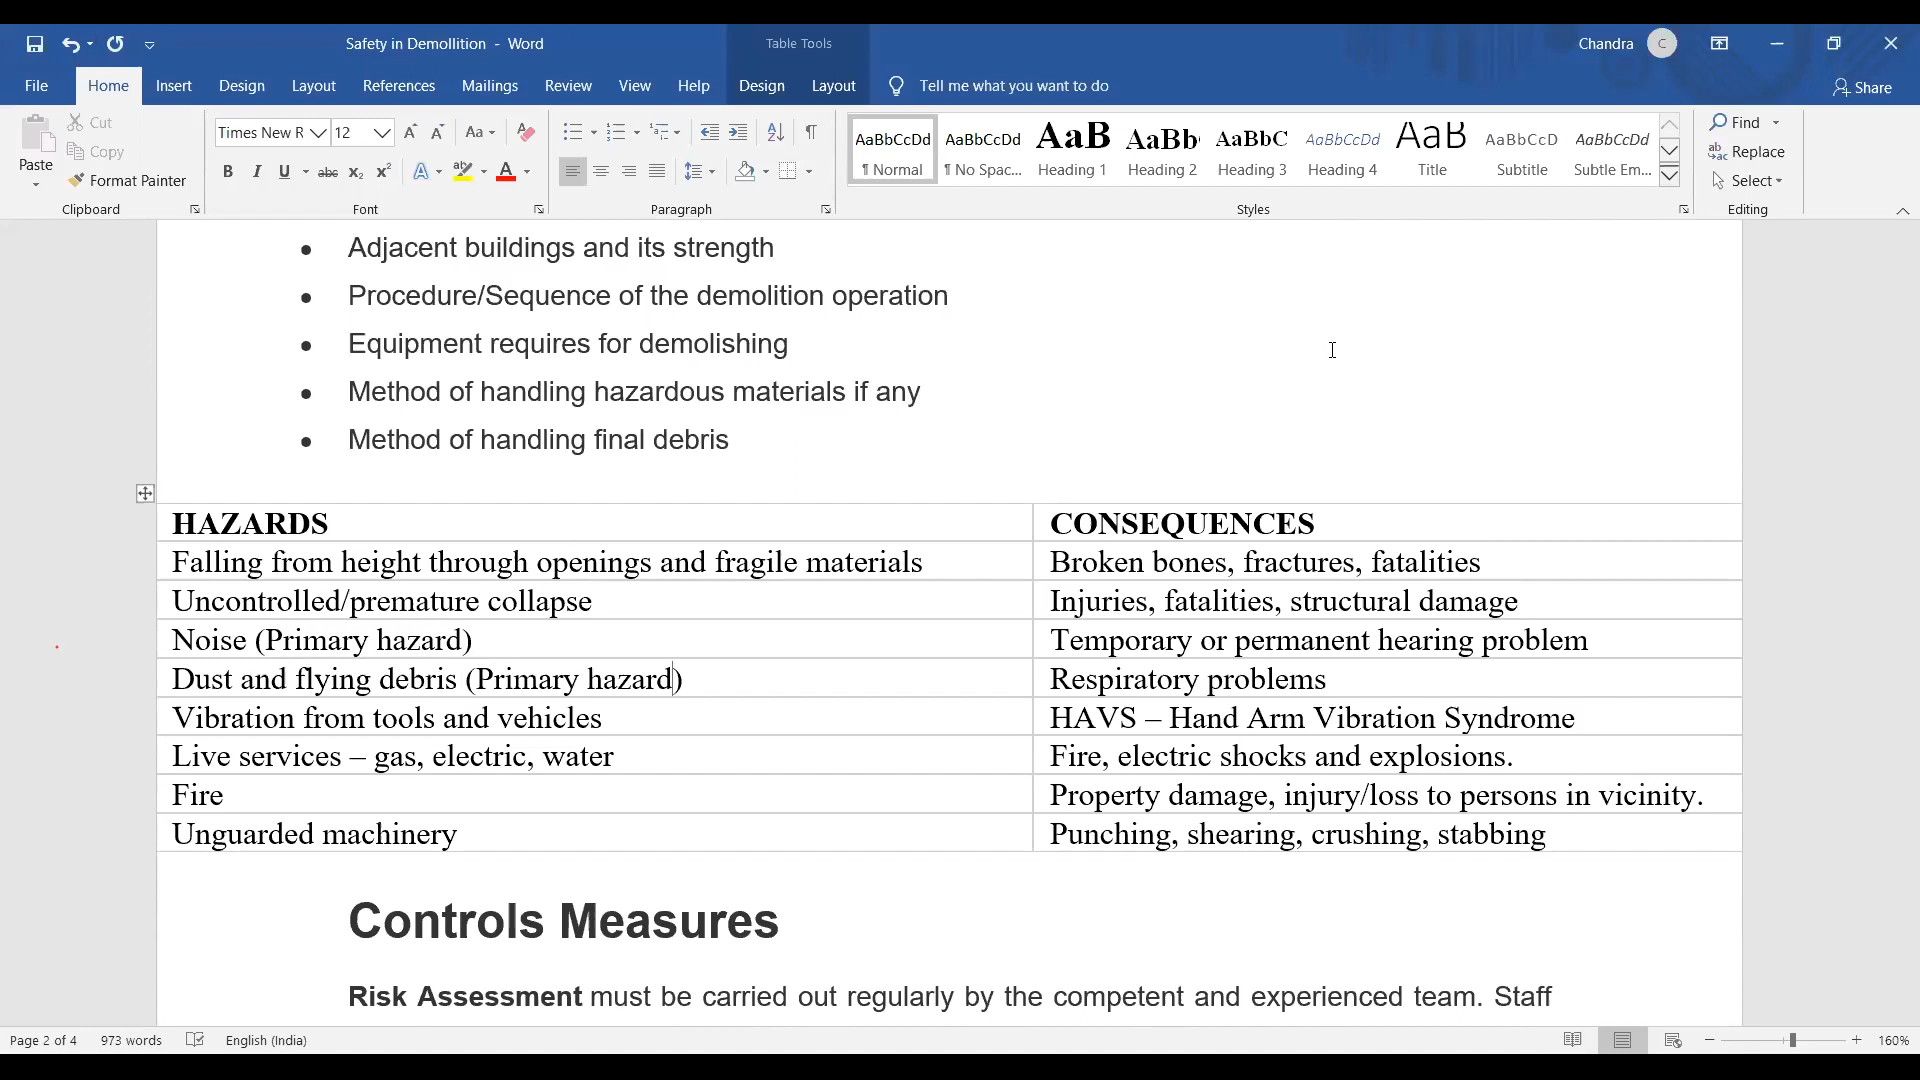 Safety in Demollition - Word
Table Tools
Chandra
C
File
Home
Insert
Design
Layout
References
Mailings
Review
View
Help
Design
Layout
Tell me what you want to do
Share
Paste
Cut
Copy
Format Painter
Clipboard
Times New R
12
Aa
B I U abc x₂ x² A ab A
Font
Paragraph
AaBbCcDd
AaBbCcDd
AaB
AaBb(
AaBbC
AaBbCcDd
AaB
AaBbCcD
AaBbCcDd
¶ Normal
¶ No Spac...
Heading 1
Heading 2
Heading 3
Heading 4
Title
Subtitle
Subtle Em...
Styles
Find
Replace
Select
Editing
• Adjacent buildings and its strength
• Procedure/Sequence of the demolition operation
• Equipment requires for demolishing
• Method of handling hazardous materials if any
• Method of handling final debris
HAZARDS CONSEQUENCES
Falling from height through openings and fragile materials Broken bones, fractures, fatalities
Uncontrolled/premature collapse Injuries, fatalities, structural damage
Noise (Primary hazard) Temporary or permanent hearing problem
Dust and flying debris (Primary hazard) Respiratory problems
Vibration from tools and vehicles HAVS – Hand Arm Vibration Syndrome
Live services – gas, electric, water Fire, electric shocks and explosions.
Fire Property damage, injury/loss to persons in vicinity.
Unguarded machinery Punching, shearing, crushing, stabbing
Controls Measures
Risk Assessment must be carried out regularly by the competent and experienced team. Staff
Page 2 of 4
973 words
English (India)
160%